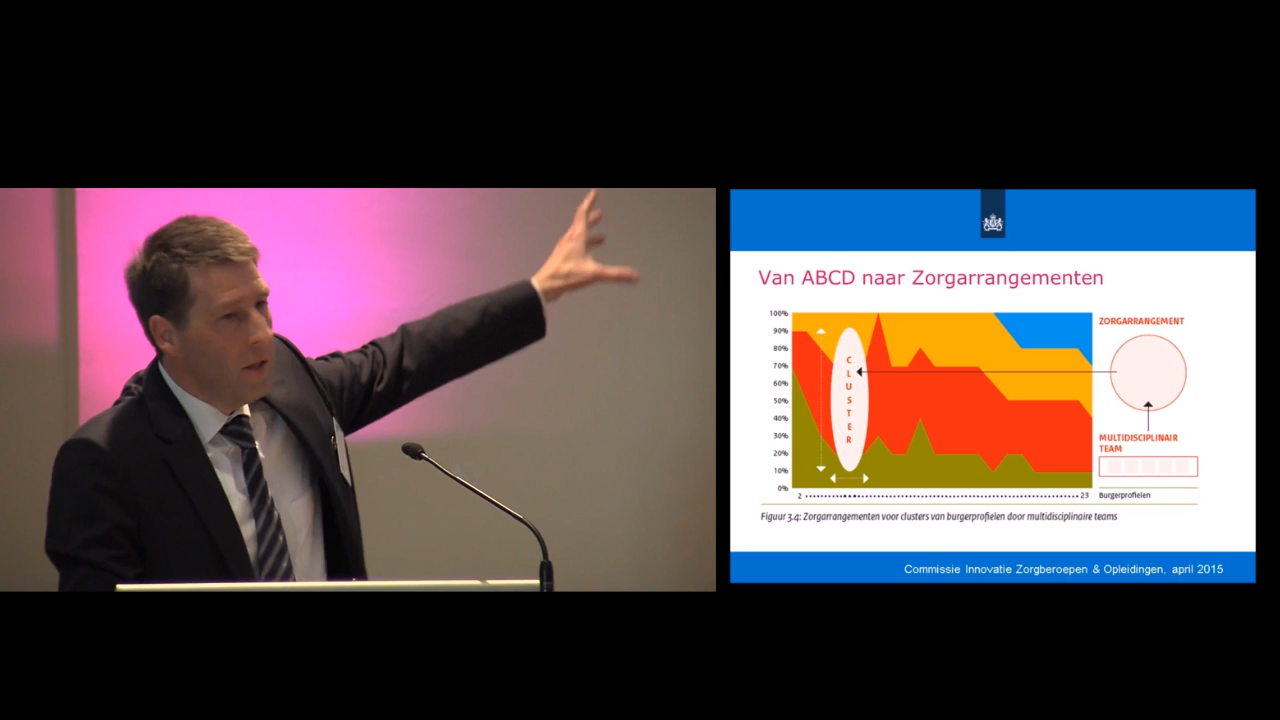 Van ABCD naar Zorgarrangementen
100%
90%
80%
70%
60%
50%
40%
30%
20%
10%
0%
CLUSTER
ZORGARRANGEMENT
MULTIDISCIPLINAIR
TEAM
2
23
Burgerprofielen
Figuur 3.4: Zorgarrangementen voor clusters van burgerprofielen door multidisciplinaire teams
Commissie Innovatie Zorgberoepen & Opleidingen, april 2015